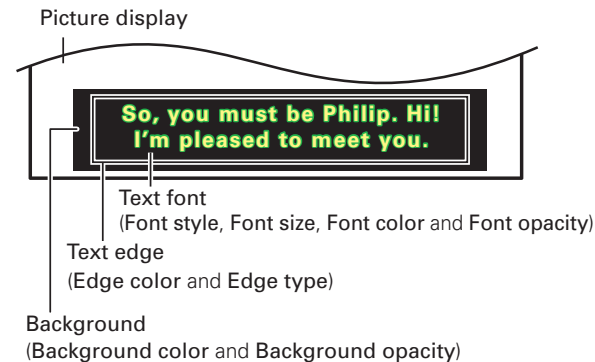 Picture display
So, you must be Philip. Hi!
I'm pleased to meet you.
Text font
(Font style, Font size, Font color and Font opacity)
Text edge
(Edge color and Edge type)
Background
(Background color and Background opacity)